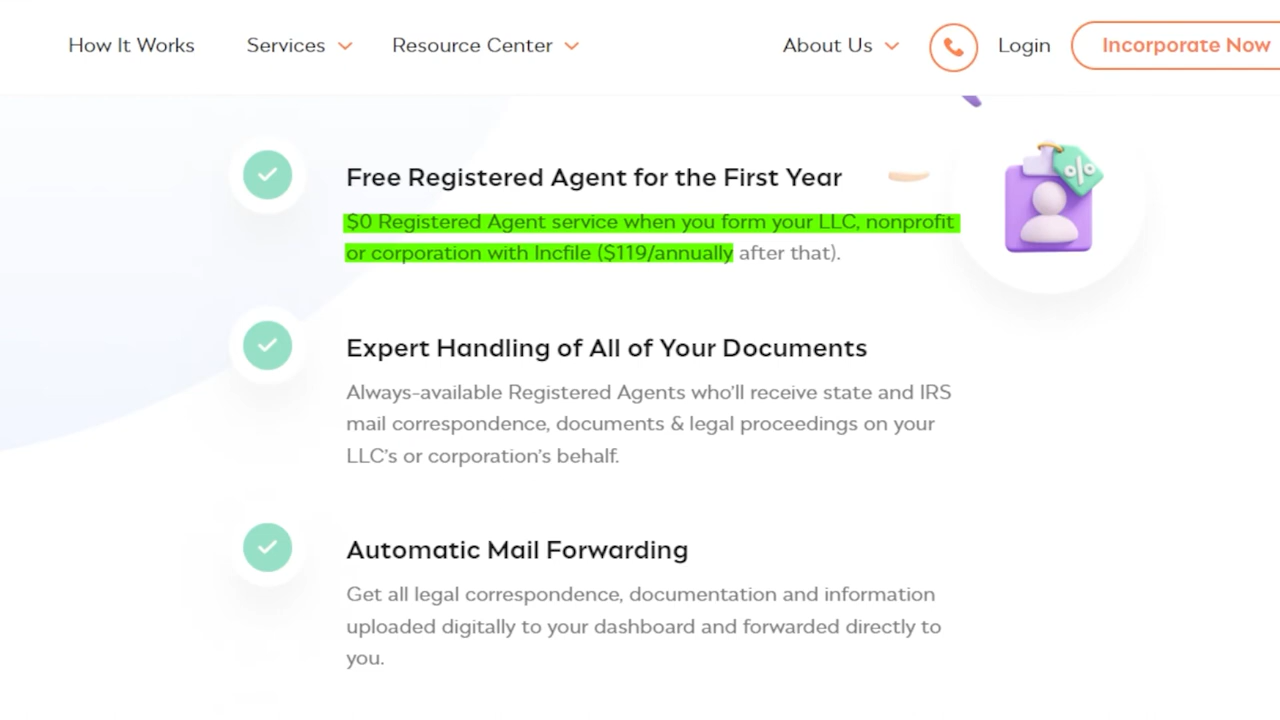 How It Works Services Resource Center About Us Login Incorporate Now
%
Free Registered Agent for the First Year
$0 Registered Agent service when you form your LLC, nonprofit
or corporation with Incfile ($119/annually after that).
Expert Handling of All of Your Documents
Always-available Registered Agents who'll receive state and IRS
mail correspondence, documents & legal proceedings on your
LLC's or corporation's behalf.
Automatic Mail Forwarding
Get all legal correspondence, documentation and information
uploaded digitally to your dashboard and forwarded directly to
you.